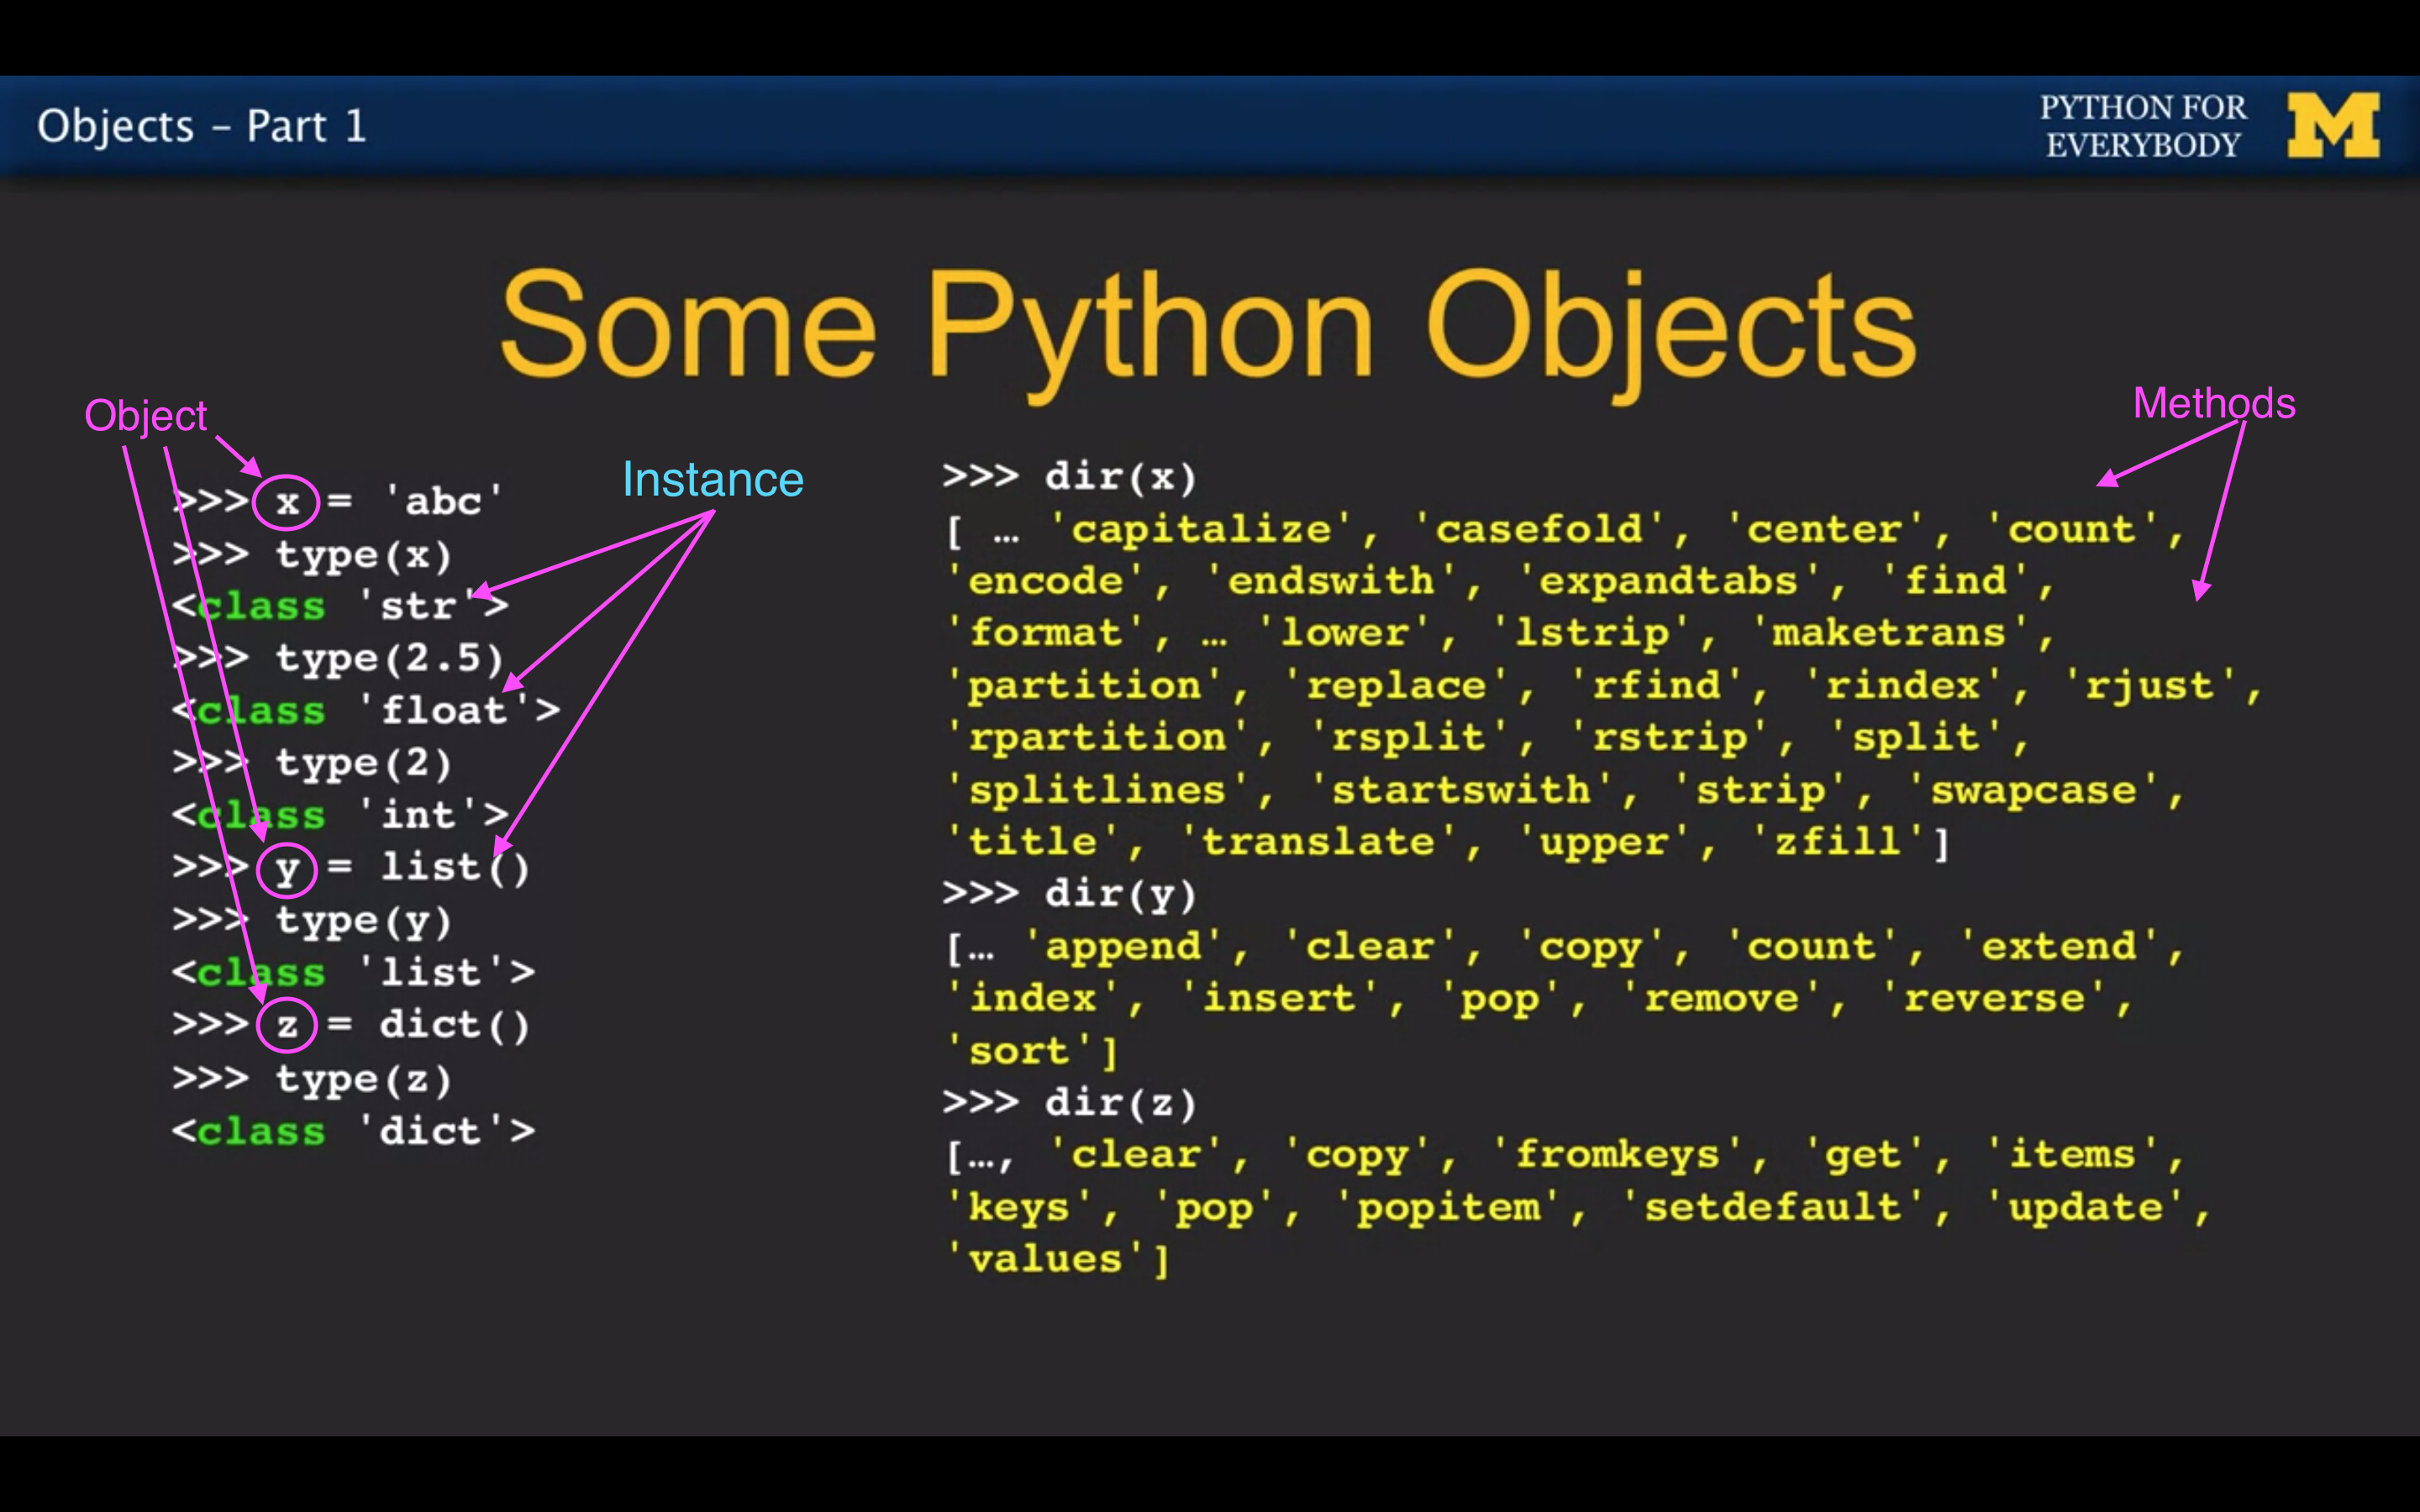 Objects – Part 1
PYTHON FOR
EVERYBODY
M
Some Python Objects
Object
Instance
Methods
>>> x = 'abc'
>>> type(x)
<class 'str'>
>>> type(2.5)
<class 'float'>
>>> type(2)
<class 'int'>
>>> y = list()
>>> type(y)
<class 'list'>
>>> z = dict()
>>> type(z)
<class 'dict'>
>>> dir(x)
[ … 'capitalize', 'casefold', 'center', 'count',
'encode', 'endswith', 'expandtabs', 'find',
'format', … 'lower', 'lstrip', 'maketrans',
'partition', 'replace', 'rfind', 'rindex', 'rjust',
'rpartition', 'rsplit', 'rstrip', 'split',
'splitlines', 'startswith', 'strip', 'swapcase',
'title', 'translate', 'upper', 'zfill']
>>> dir(y)
[… 'append', 'clear', 'copy', 'count', 'extend',
'index', 'insert', 'pop', 'remove', 'reverse',
'sort']
>>> dir(z)
[…, 'clear', 'copy', 'fromkeys', 'get', 'items',
'keys', 'pop', 'popitem', 'setdefault', 'update',
'values']